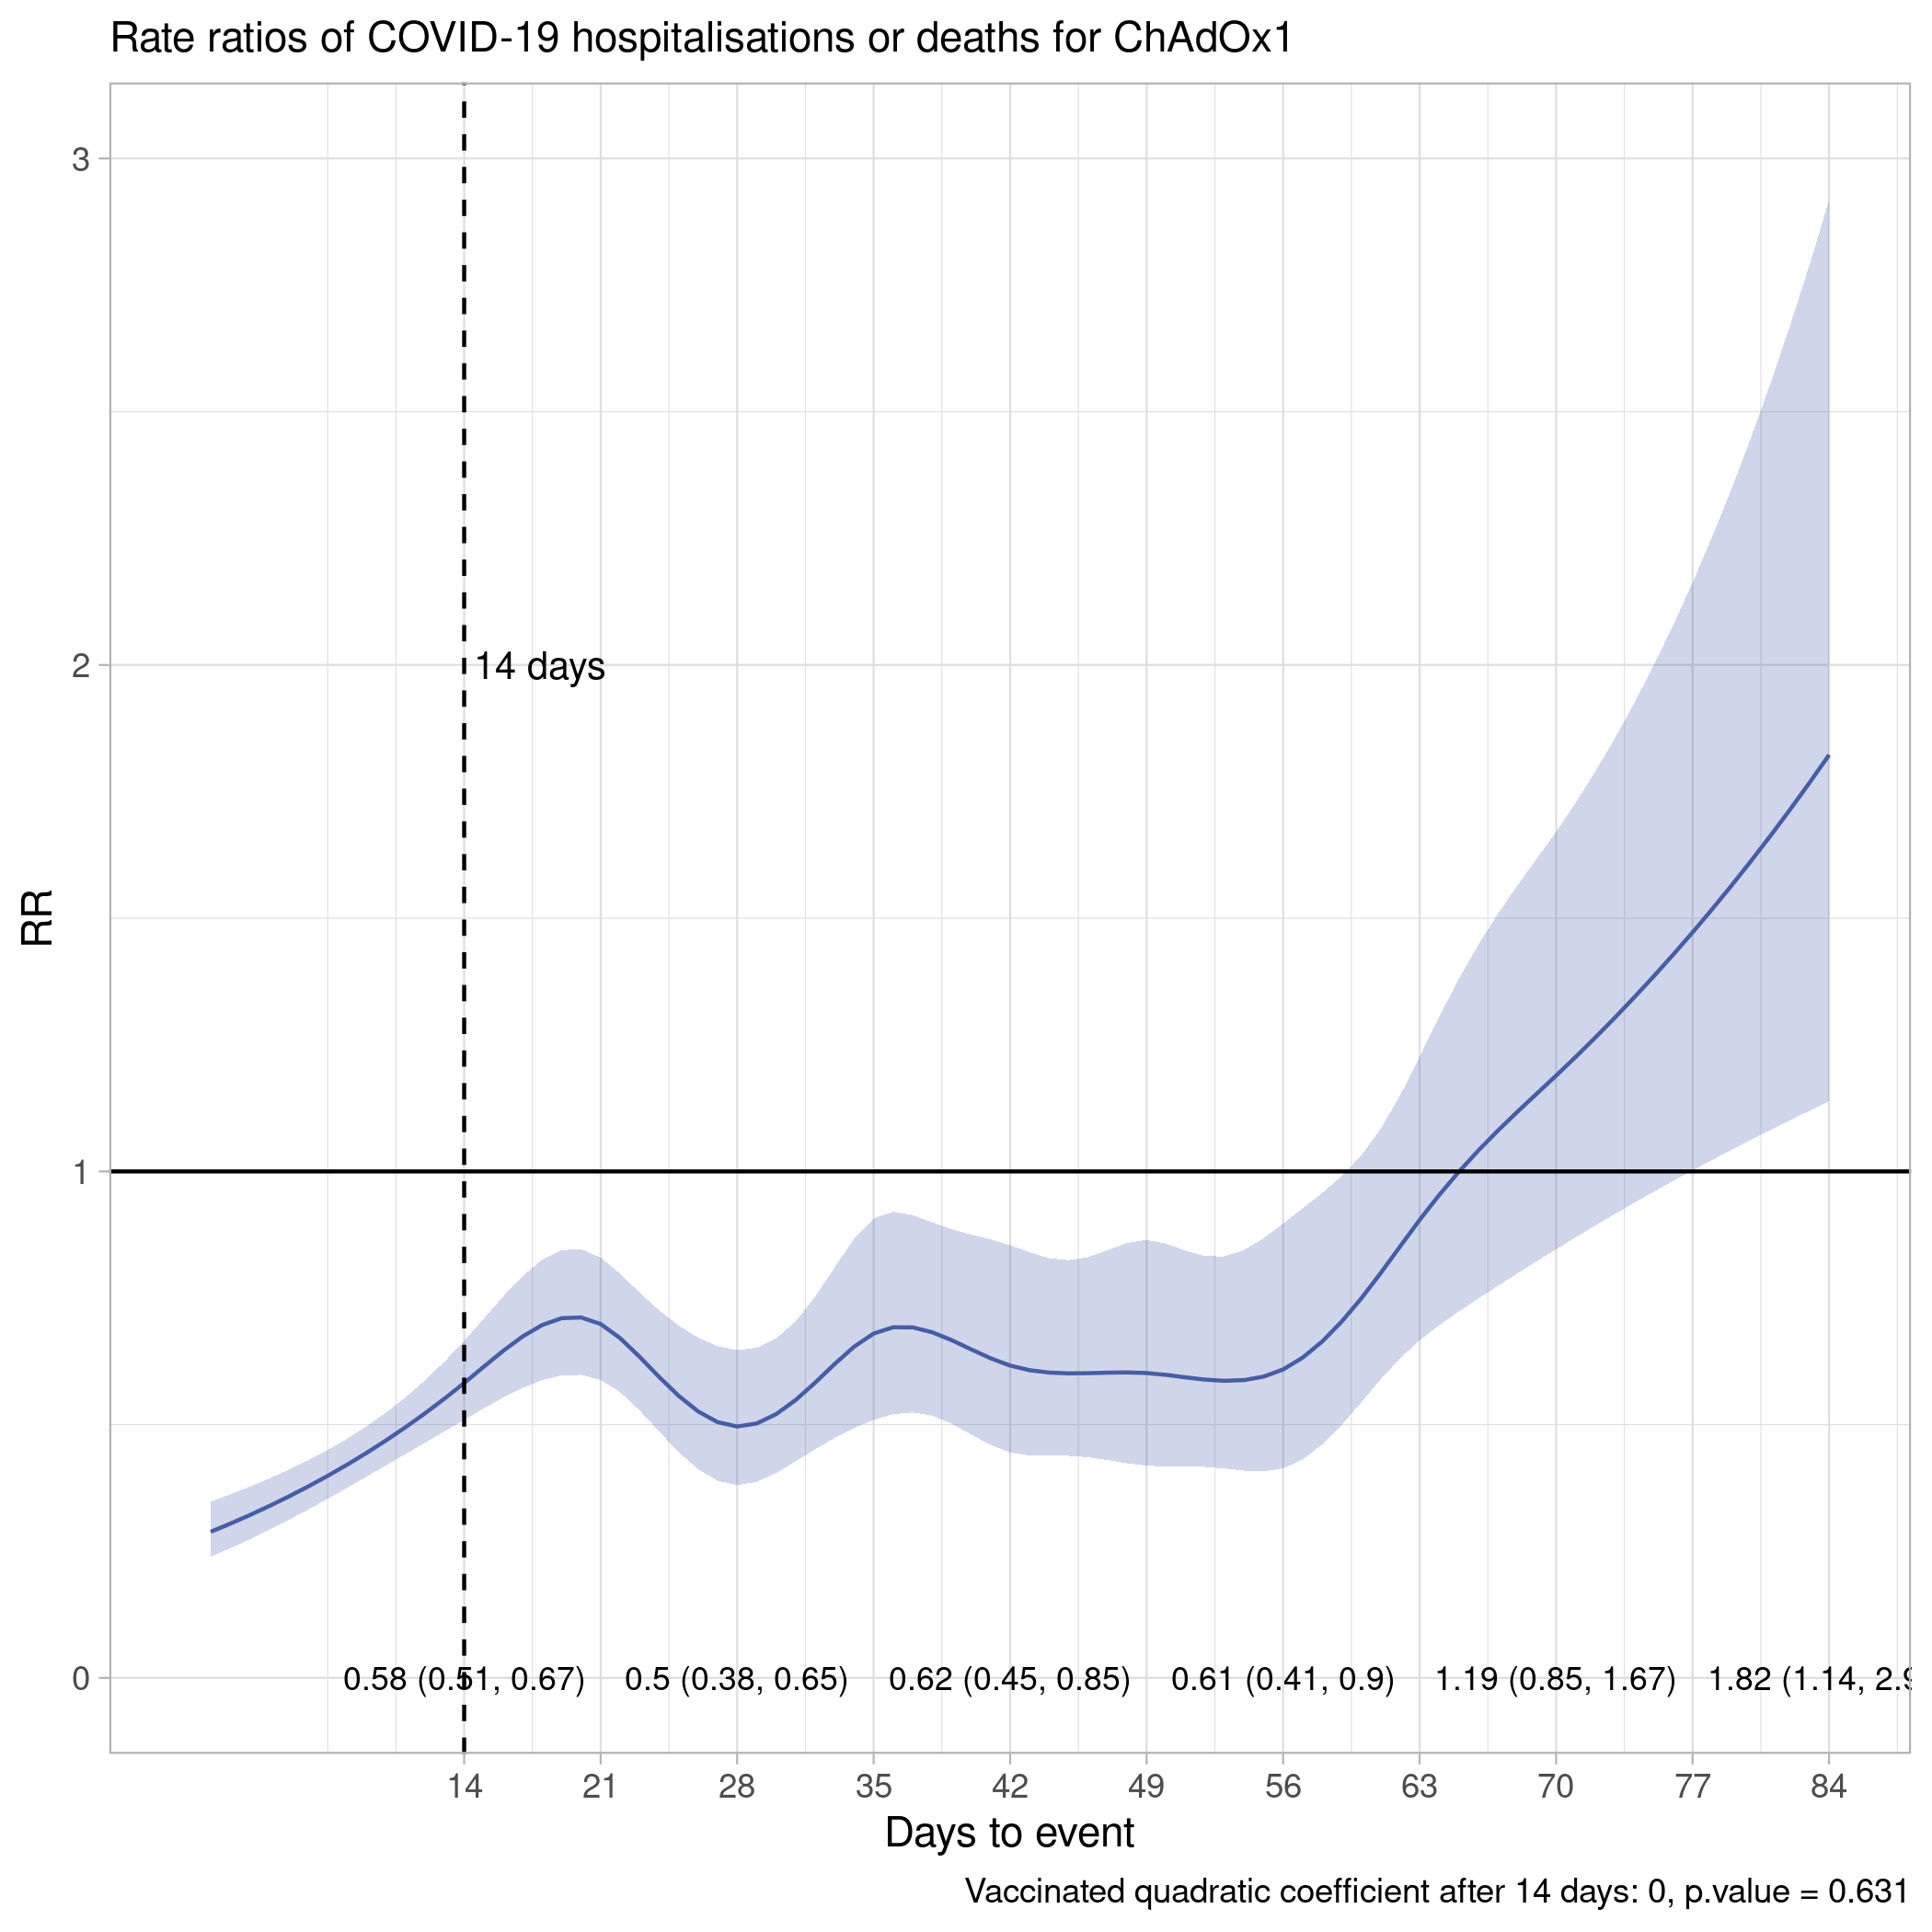 Rate ratios of COVID-19 hospitalisations or deaths for ChAdOx1
3
2
1
0
RR
14 days
0.58 (0.51, 0.67) 0.5 (0.38, 0.65) 0.62 (0.45, 0.85) 0.61 (0.41, 0.9) 1.19 (0.85, 1.67) 1.82 (1.14,
14 21 28 35 42 49 56 63 70 77 84
Days to event
Vaccinated quadratic coefficient after 14 days: 0, p.value = 0.631